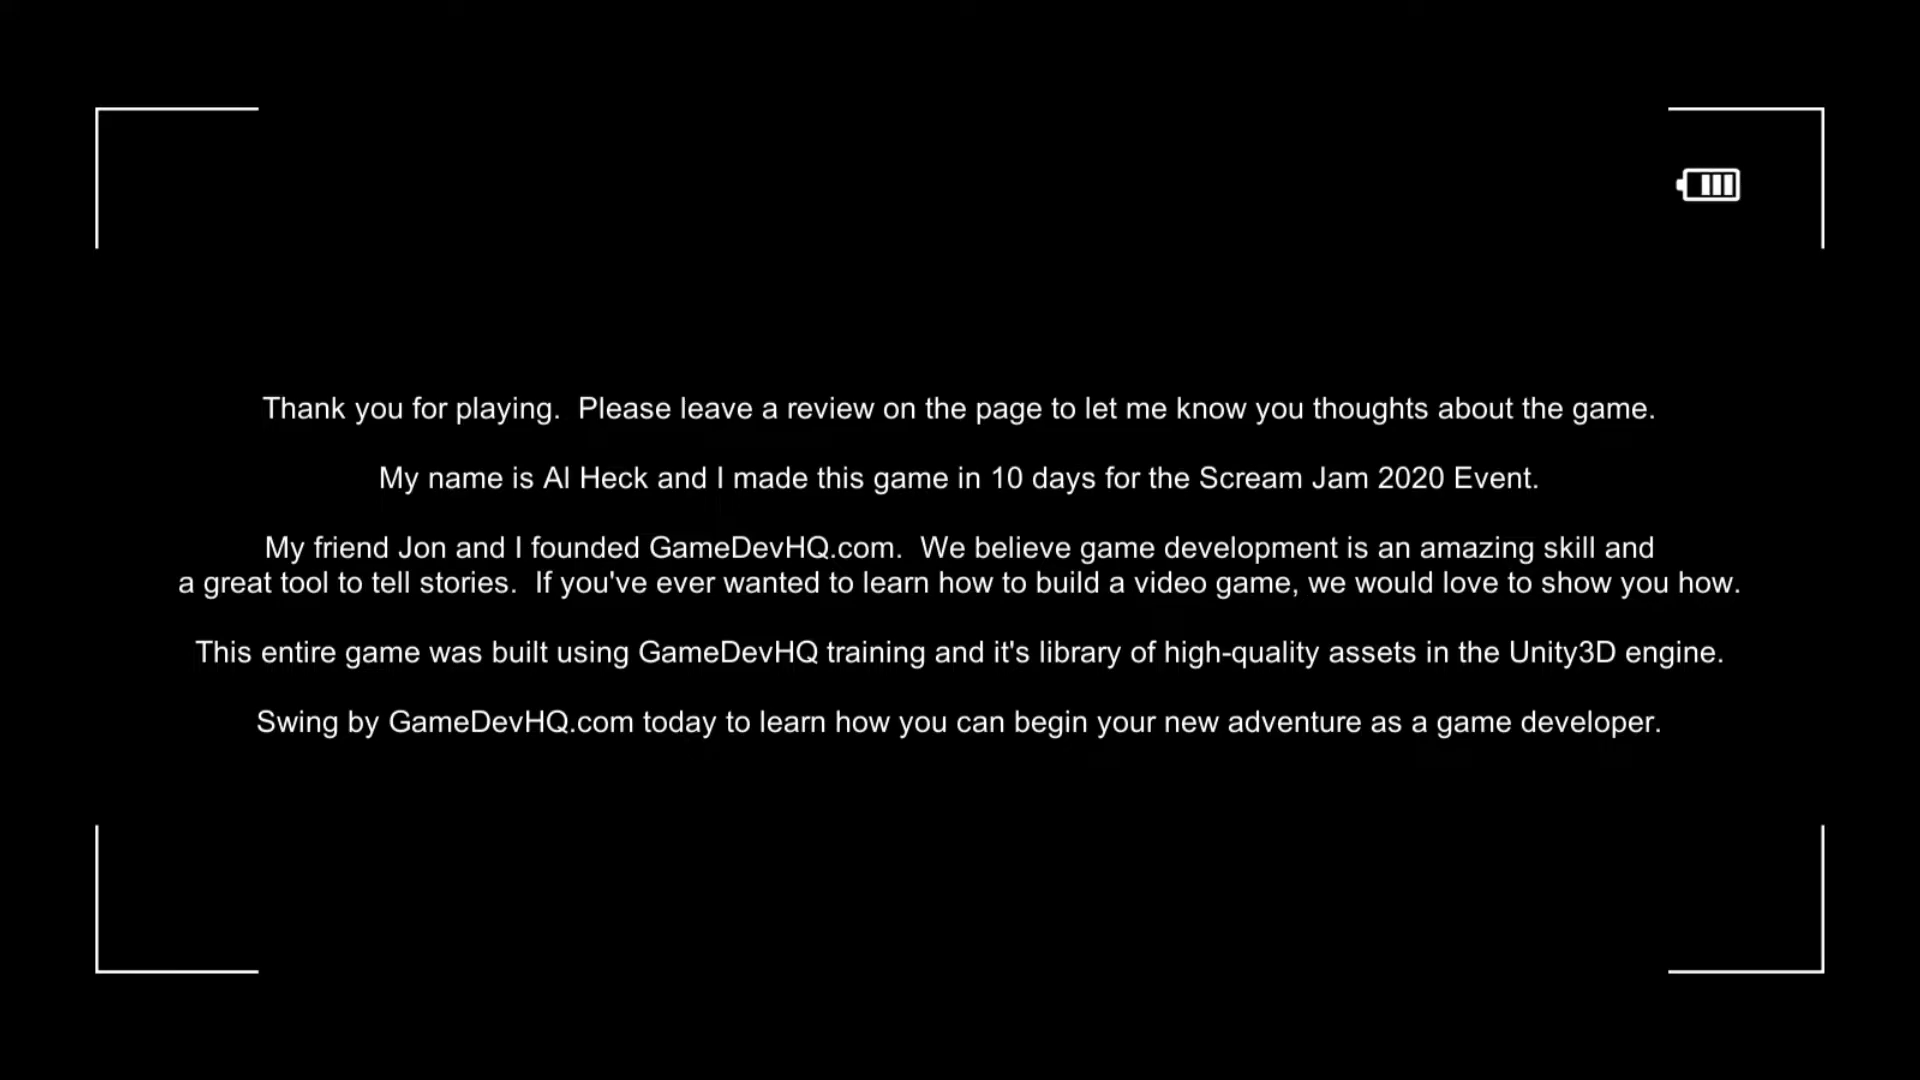 Thank you for playing.  Please leave a review on the page to let me know you thoughts about the game.
My name is Al Heck and I made this game in 10 days for the Scream Jam 2020 Event.
My friend Jon and I founded GameDevHQ.com.  We believe game development is an amazing skill and
a great tool to tell stories.  If you've ever wanted to learn how to build a video game, we would love to show you how.
This entire game was built using GameDevHQ training and it's library of high-quality assets in the Unity3D engine.
Swing by GameDevHQ.com today to learn how you can begin your new adventure as a game developer.